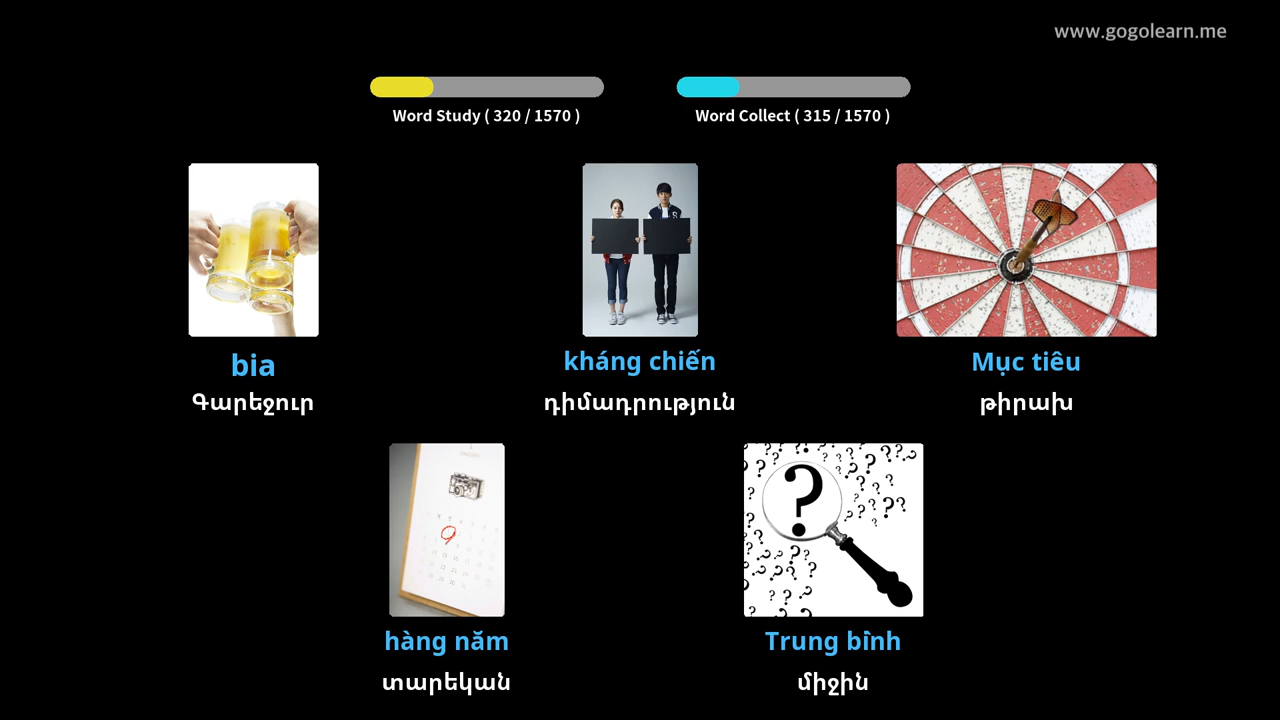 www.gogolearn.me
Word Study ( 320 / 1570 )
Word Collect ( 315 / 1570 )
bia
Գարեջուր
kháng chiến
դիմադրություն
Mục tiêu
թիրախ
hàng năm
տարեկան
Trung bình
միջին